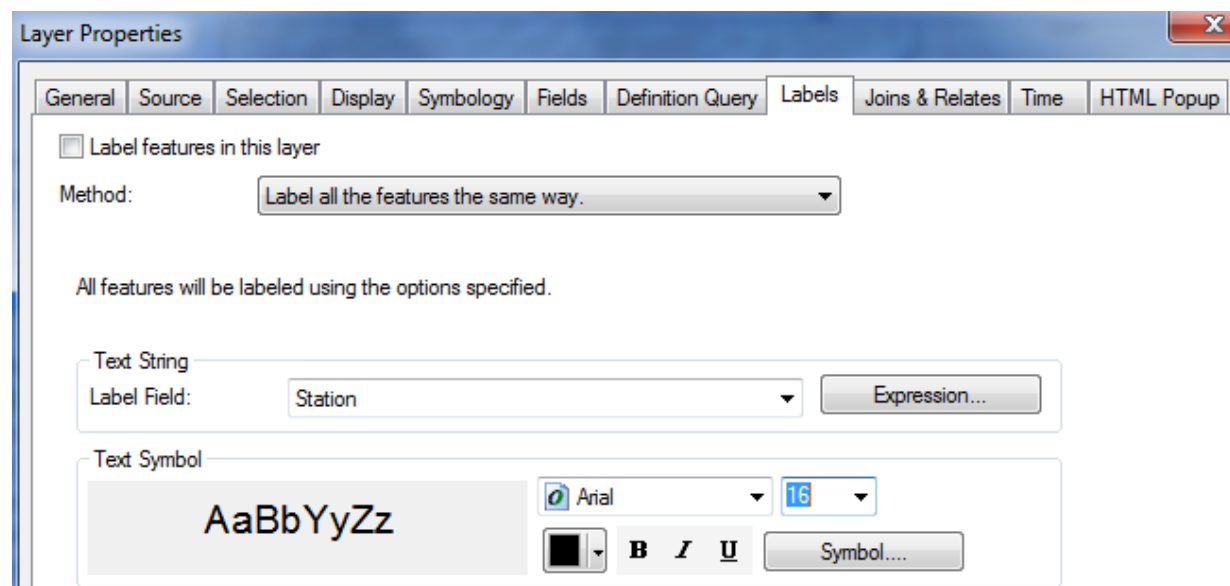 Layer Properties
X
General Source Selection Display Symbology Fields Definition Query Labels Joins & Relates Time HTML Popup
Label features in this layer
Method: Label all the features the same way.
All features will be labeled using the options specified.
Text String
Label Field: Station Expression...
Text Symbol
AaBbYyZz
O Arial 16
B I U Symbol....